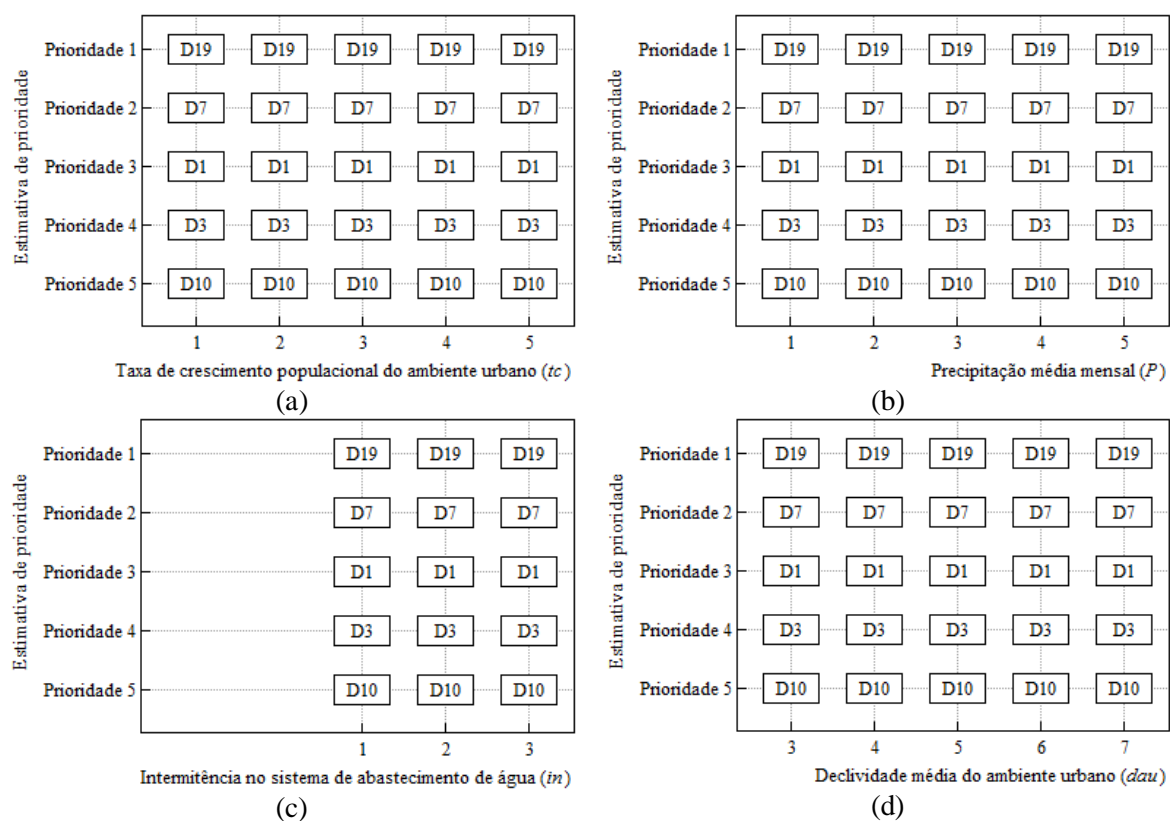 Estimativa de prioridade
Prioridade 1 D19 D19 D19 D19 D19
Prioridade 2 D7 D7 D7 D7 D7
Prioridade 3 D1 D1 D1 D1 D1
Prioridade 4 D3 D3 D3 D3 D3
Prioridade 5 D10 D10 D10 D10 D10
1 2 3 4 5
Taxa de crescimento populacional do ambiente urbano (tc)
(a)
Estimativa de prioridade
Prioridade 1 D19 D19 D19 D19 D19
Prioridade 2 D7 D7 D7 D7 D7
Prioridade 3 D1 D1 D1 D1 D1
Prioridade 4 D3 D3 D3 D3 D3
Prioridade 5 D10 D10 D10 D10 D10
1 2 3 4 5
Precipitação média mensal (P)
(b)
Estimativa de prioridade
Prioridade 1 D19 D19 D19
Prioridade 2 D7 D7 D7
Prioridade 3 D1 D1 D1
Prioridade 4 D3 D3 D3
Prioridade 5 D10 D10 D10
1 2 3
Intermitência no sistema de abastecimento de água (in)
(c)
Estimativa de prioridade
Prioridade 1 D19 D19 D19 D19 D19
Prioridade 2 D7 D7 D7 D7 D7
Prioridade 3 D1 D1 D1 D1 D1
Prioridade 4 D3 D3 D3 D3 D3
Prioridade 5 D10 D10 D10 D10 D10
3 4 5 6 7
Declividade média do ambiente urbano (dau)
(d)